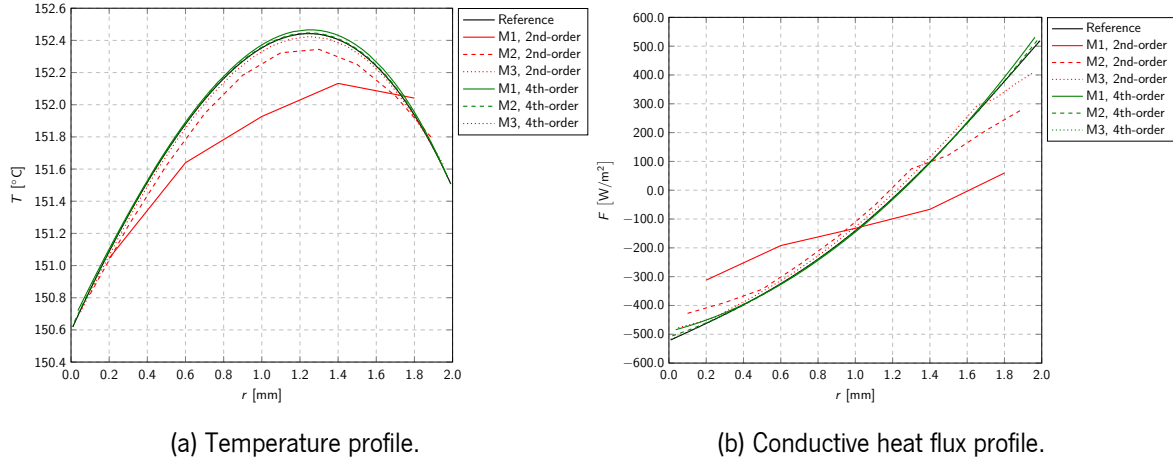 152.6
152.4
152.2
152.0
151.8
151.6
151.4
151.2
151.0
150.8
150.6
150.4
T [°C]
0.0 0.2 0.4 0.6 0.8 1.0 1.2 1.4 1.6 1.8 2.0
r [mm]
Reference
M1, 2nd-order
M2, 2nd-order
M3, 2nd-order
M1, 4th-order
M2, 4th-order
M3, 4th-order
(a) Temperature profile.
600.0
500.0
400.0
300.0
200.0
100.0
0.0
−100.0
−200.0
−300.0
−400.0
−500.0
−600.0
F [W/m²]
0.0 0.2 0.4 0.6 0.8 1.0 1.2 1.4 1.6 1.8 2.0
r [mm]
Reference
M1, 2nd-order
M2, 2nd-order
M3, 2nd-order
M1, 4th-order
M2, 4th-order
M3, 4th-order
(b) Conductive heat flux profile.